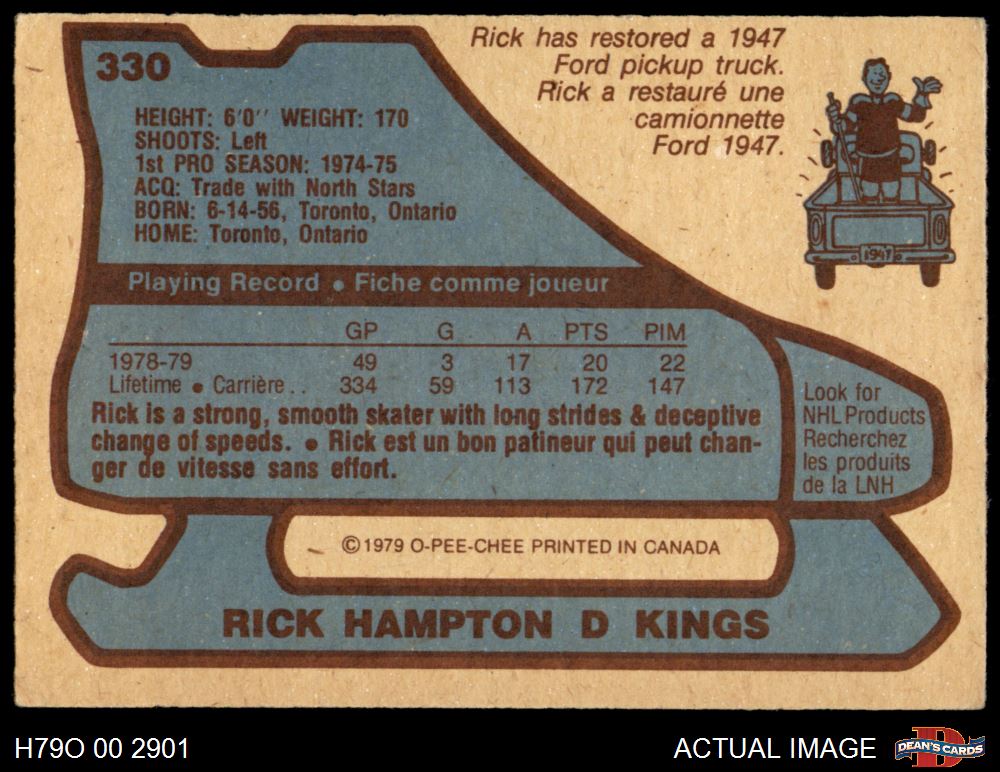 330
Rick has restored a 1947
Ford pickup truck.
Rick a restauré une
camionnette
Ford 1947.
1947
HEIGHT: 6'0'' WEIGHT: 170
SHOOTS: Left
1st PRO SEASON: 1974-75
ACQ: Trade with North Stars
BORN: 6-14-56, Toronto, Ontario
HOME: Toronto, Ontario
Playing Record • Fiche comme joueur
GP G A PTS PIM
1978-79 49 3 17 20 22
Lifetime • Carrière.. 334 59 113 172 147
Rick is a strong, smooth skater with long strides & deceptive
change of speeds. • Rick est un bon patineur qui peut chan-
ger de vitesse sans effort.
Look for
NHL Products
Recherchez
les produits
de la LNH
© 1979 O-PEE-CHEE PRINTED IN CANADA
RICK HAMPTON D KINGS
H79O 00 2901
ACTUAL IMAGE
D
DEAN'S CARDS